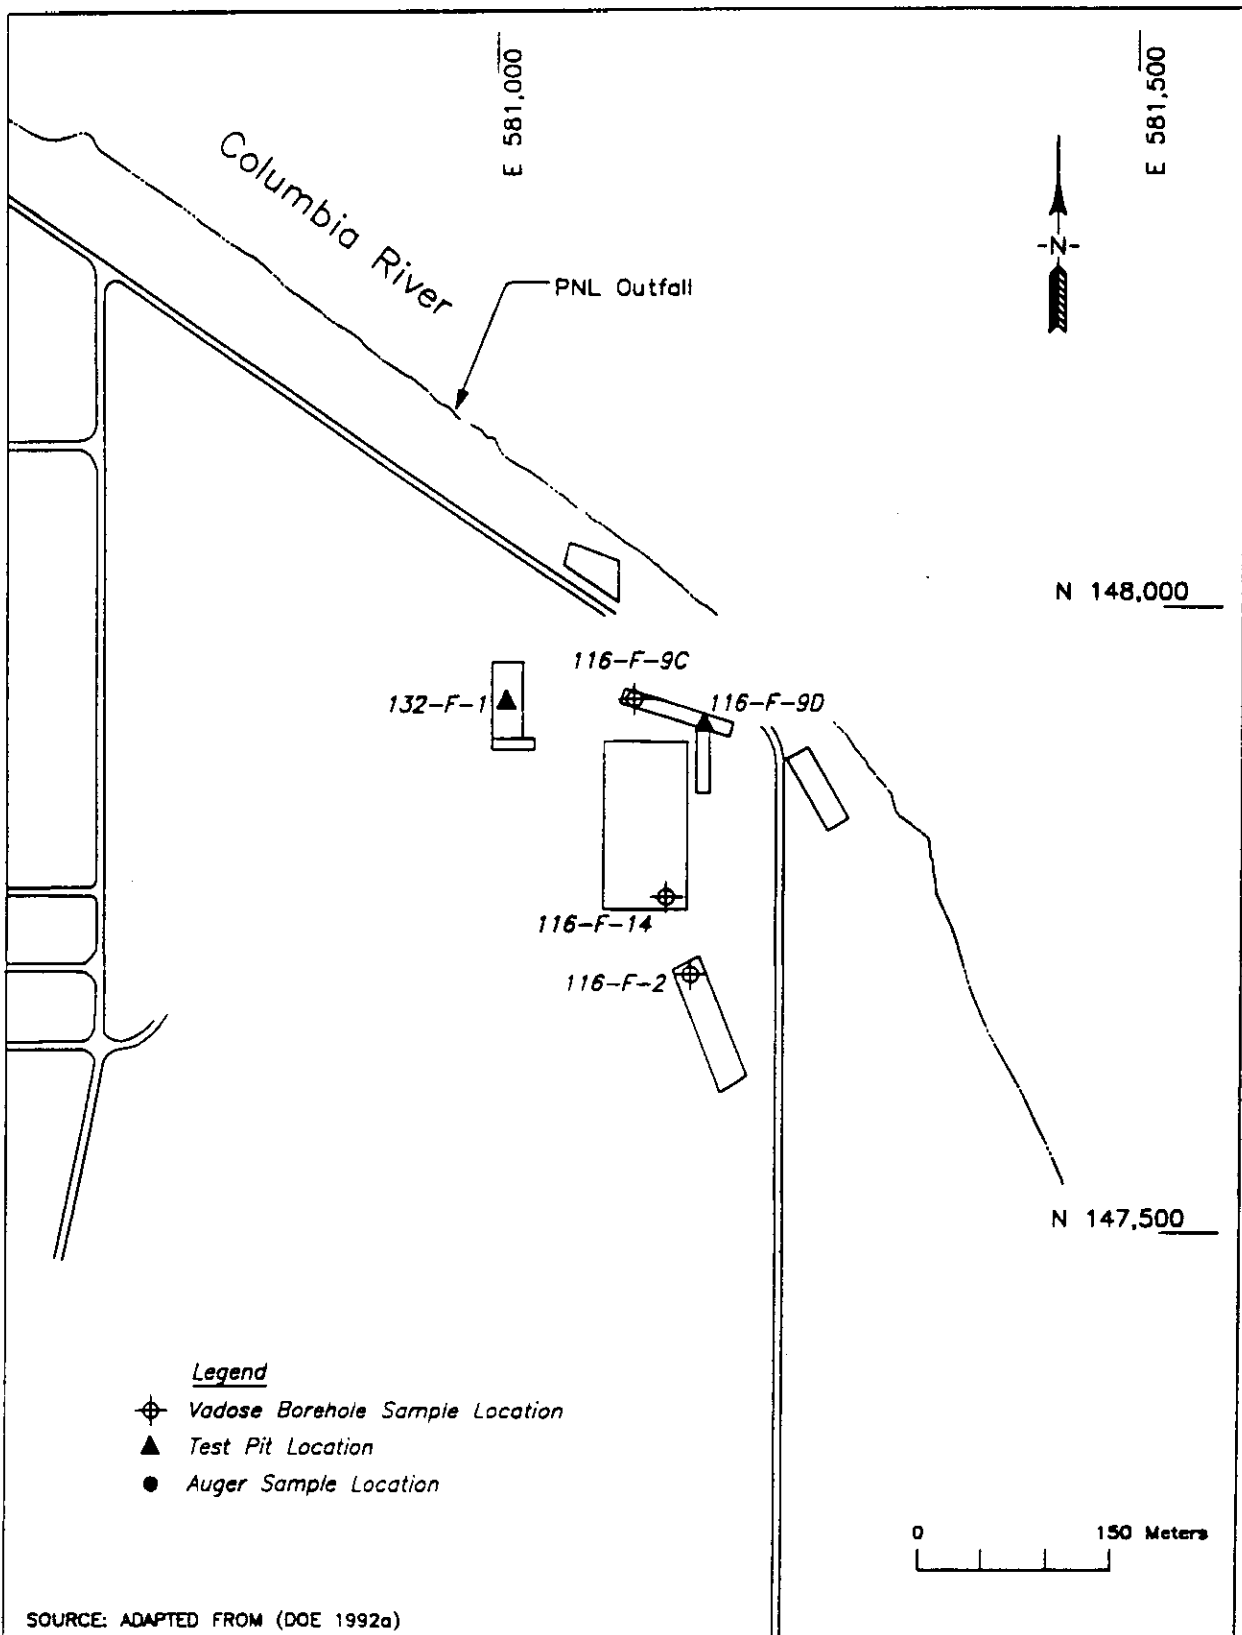 E 581,000
E 581,500
Columbia River
-N-
PNL Outfall
N 148,000
116-F-9C
132-F-1
116-F-9D
116-F-14
116-F-2
N 147,500
Legend
Vadose Borehole Sample Location
Test Pit Location
Auger Sample Location
0 150 Meters
SOURCE: ADAPTED FROM (DOE 1992a)